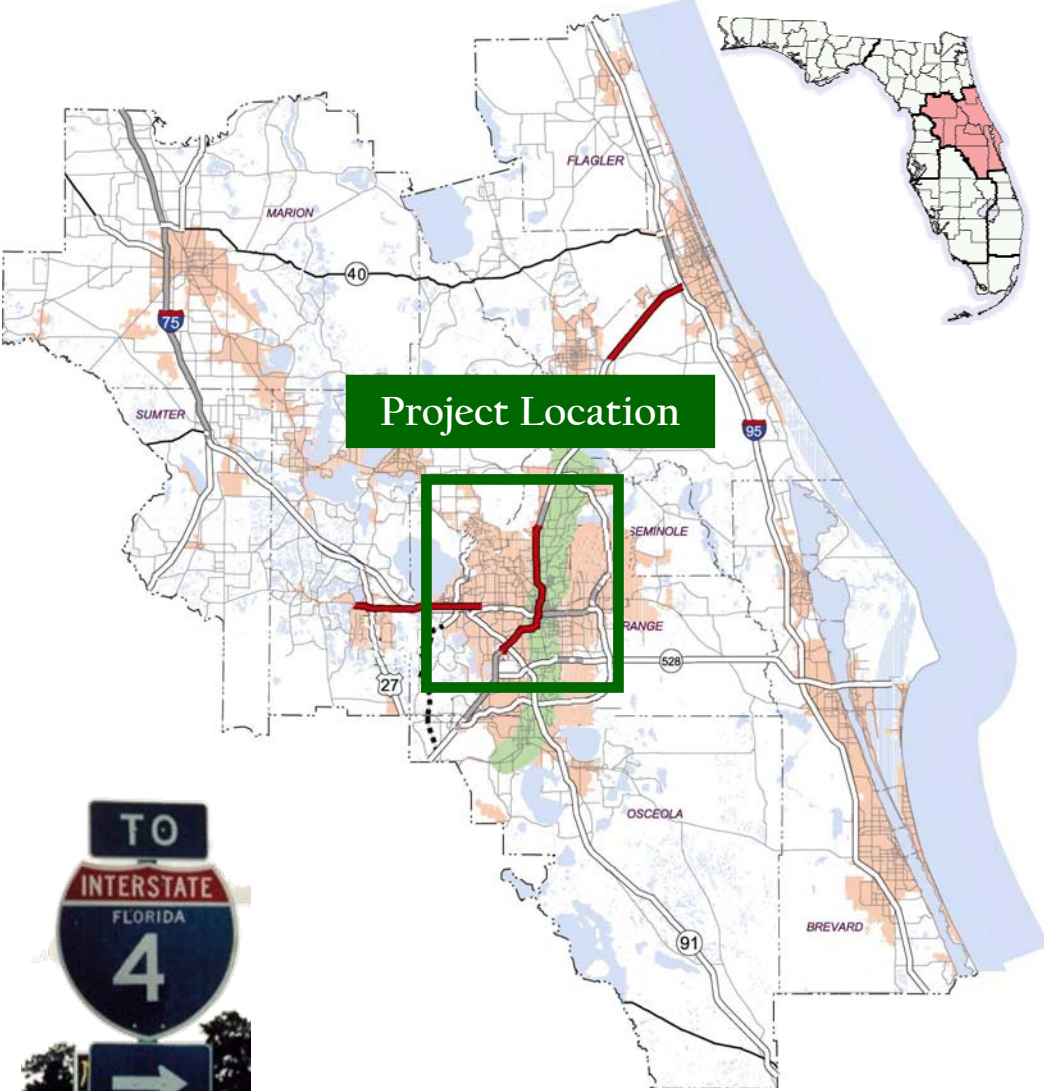 FLAGLER
MARION
40
75
SUMTER
Project Location
95
SEMINOLE
RANGE
528
27
OSCEOLA
BREVARD
91
TO
INTERSTATE
FLORIDA
4